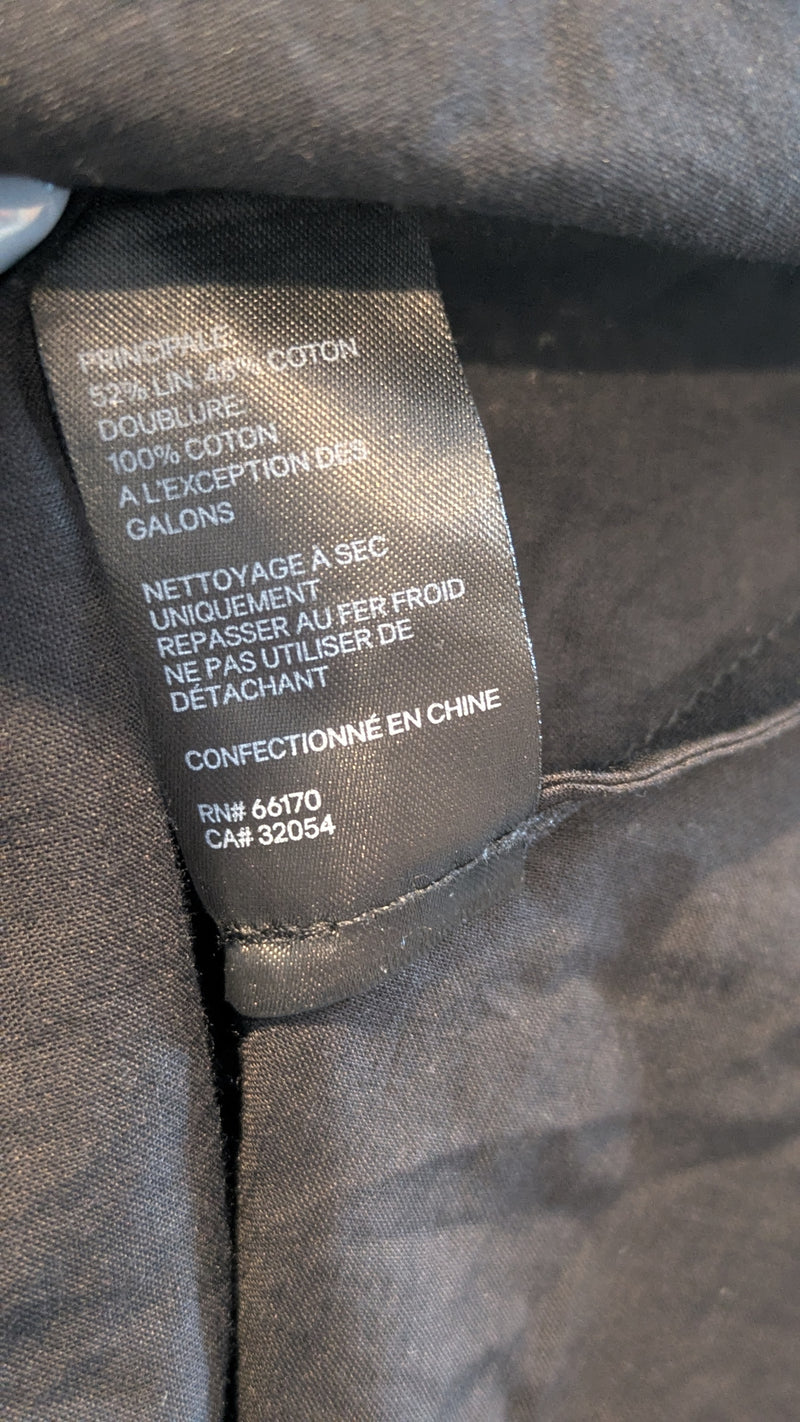 PRINCIPALE:
52% LIN, 48% COTON
DOUBLURE:
100% COTON
A L'EXCEPTION DES
GALONS
NETTOYAGE À SEC
UNIQUEMENT
REPASSER AU FER FROID
NE PAS UTILISER DE
DÉTACHANT
CONFECTIONNÉ EN CHINE
RN# 66170
CA# 32054